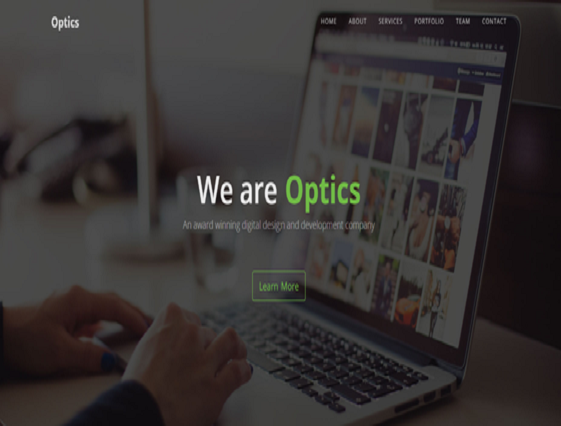 Optics
HOME ABOUT SERVICES PORTFOLIO TEAM CONTACT
We are Optics
An award winning digital design and development company
Learn More